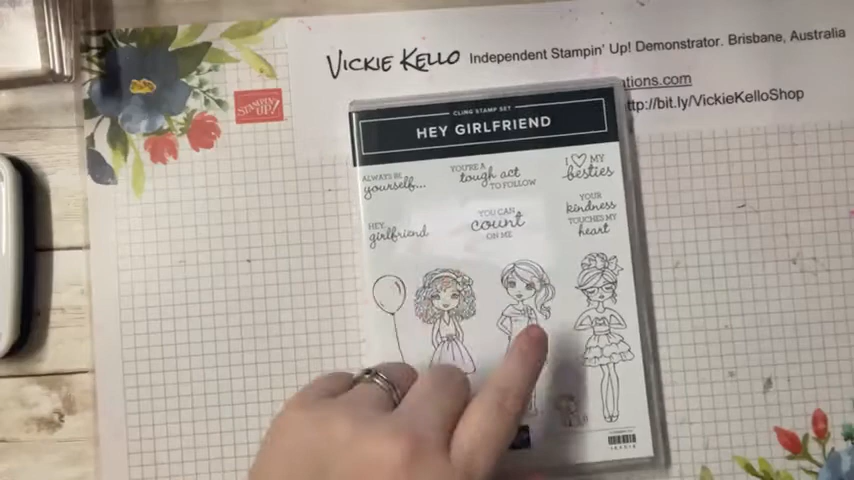 VICKIE KELLO Independent Stampin' Up! Demonstrator. Brisbane, Australia
ations.com
http://bit.ly/VickieKelloShop
STAMPIN' UP!
CLING STAMP SET
HEY GIRLFRIEND
ALWAYS BE
yourself...
YOU'RE A
tough act
TO FOLLOW
I MY
besties
HEY,
girlfriend
YOU CAN
count
ON ME
YOUR
kindness
TOUCHES MY
heart